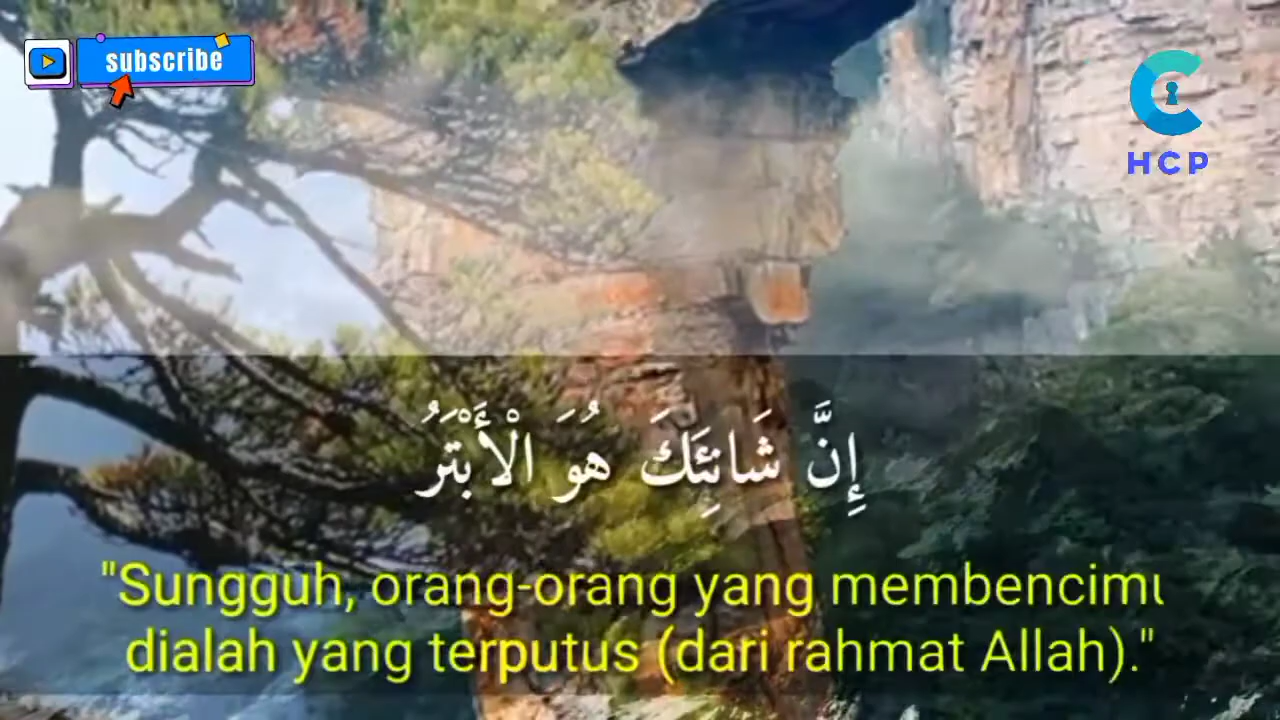 subscribe
HCP
إِنَّ شَانِئَكَ هُوَ الْأَبْتَرُ
"Sungguh, orang-orang yang membencimu
dialah yang terputus (dari rahmat Allah)."